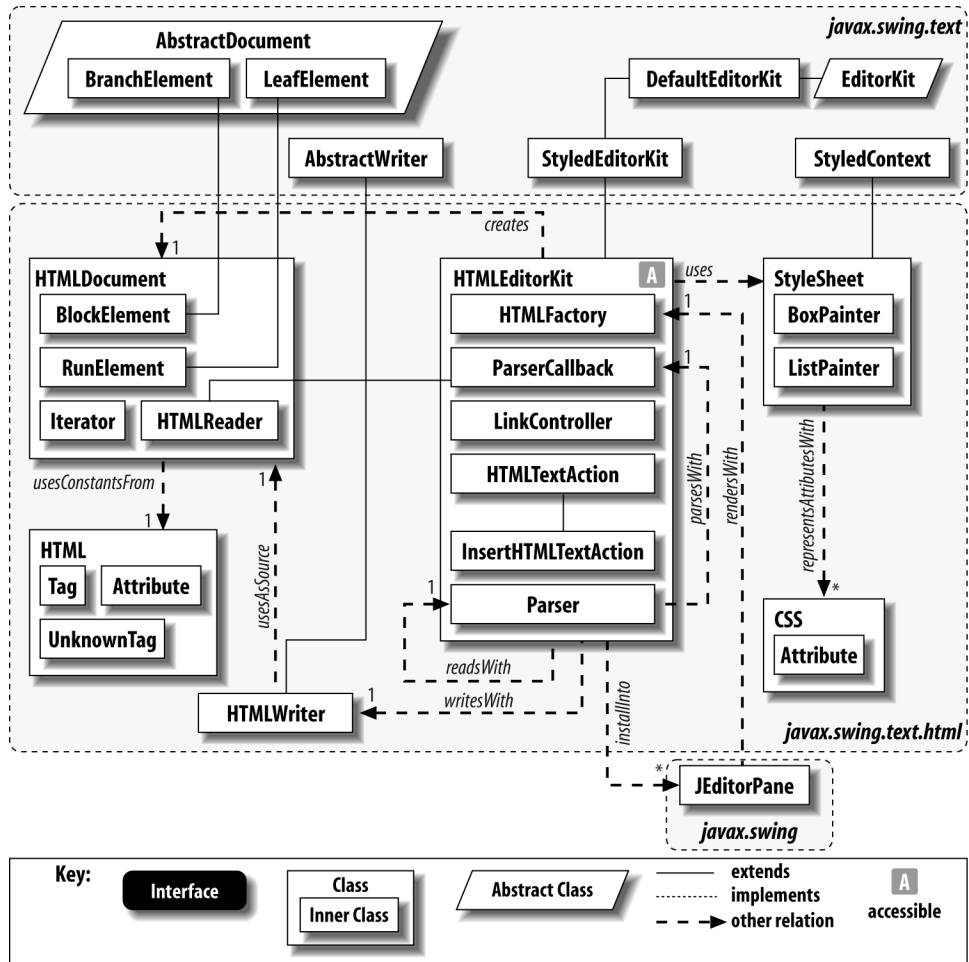 javax.swing.text
AbstractDocument
BranchElement
LeafElement
DefaultEditorKit
EditorKit
AbstractWriter
StyledEditorKit
StyledContext
creates
1
HTMLDocument
BlockElement
RunElement
Iterator
HTMLReader
HTMLEditorKit
A
HTMLFactory
ParserCallback
LinkController
HTMLTextAction
InsertHTMLTextAction
Parser
uses
StyleSheet
BoxPainter
ListPainter
1
1
parsesWith
rendersWith
representsAttibutesWith
*
usesConstantsFrom
1
1
usesAsSource
HTML
Tag
Attribute
UnknownTag
1
readsWith
writesWith
1
HTMLWriter
installInto
*
CSS
Attribute
javax.swing.text.html
JEditorPane
javax.swing
Key:
Interface
Class
Inner Class
Abstract Class
extends
implements
other relation
A
accessible